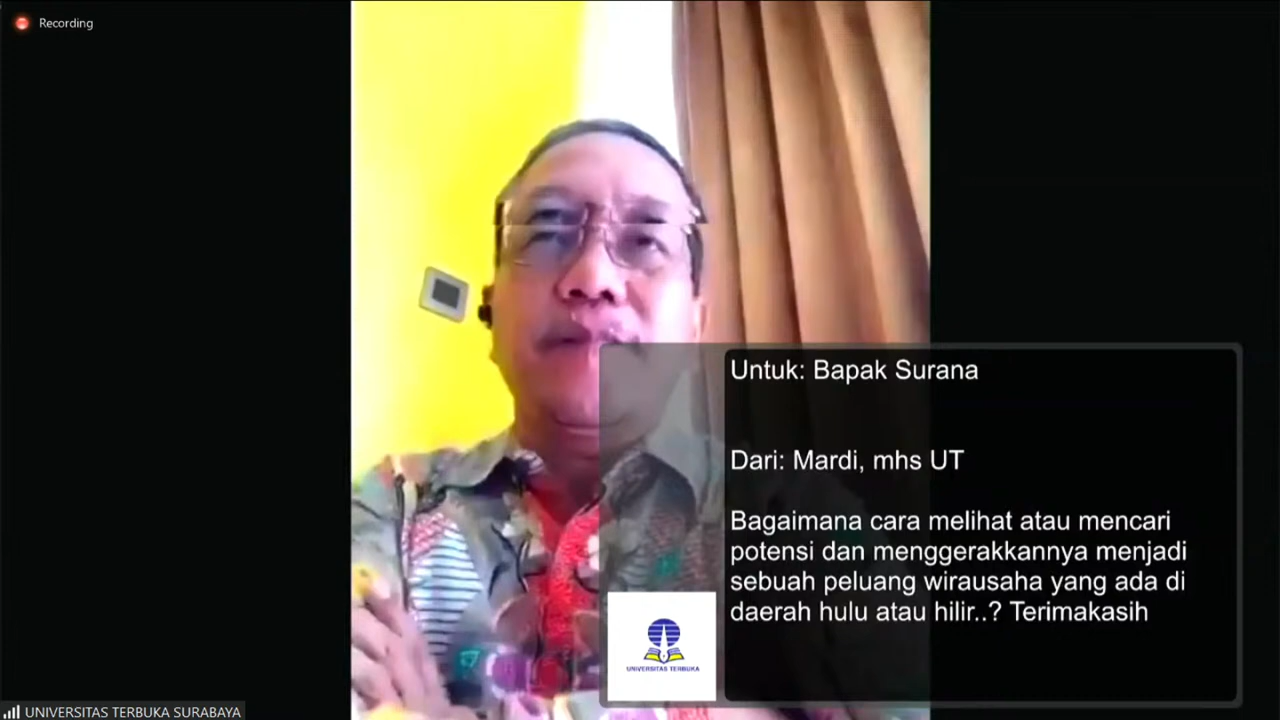 Recording
Untuk: Bapak Surana
Dari: Mardi, mhs UT
Bagaimana cara melihat atau mencari
potensi dan menggerakkannya menjadi
sebuah peluang wirausaha yang ada di
daerah hulu atau hilir..? Terimakasih
UNIVERSITAS TERBUKA
UNIVERSITAS TERBUKA SURABAYA